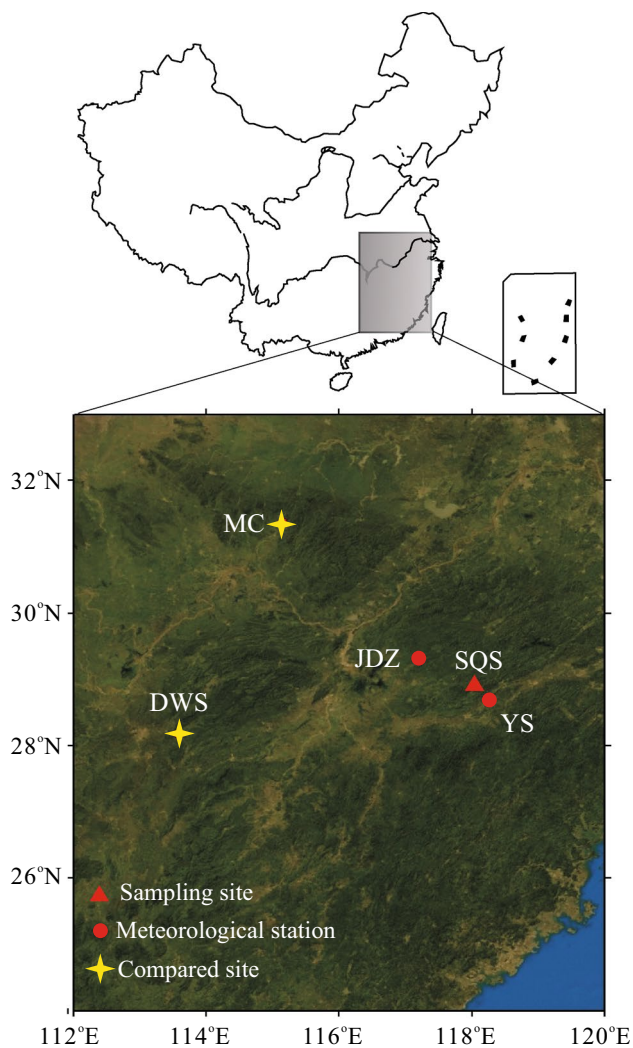 32°N
MC
30°N
JDZ
SQS
DWS
YS
28°N
26°N
Sampling site
Meteorological station
Compared site
112°E
114°E
116°E
118°E
120°E